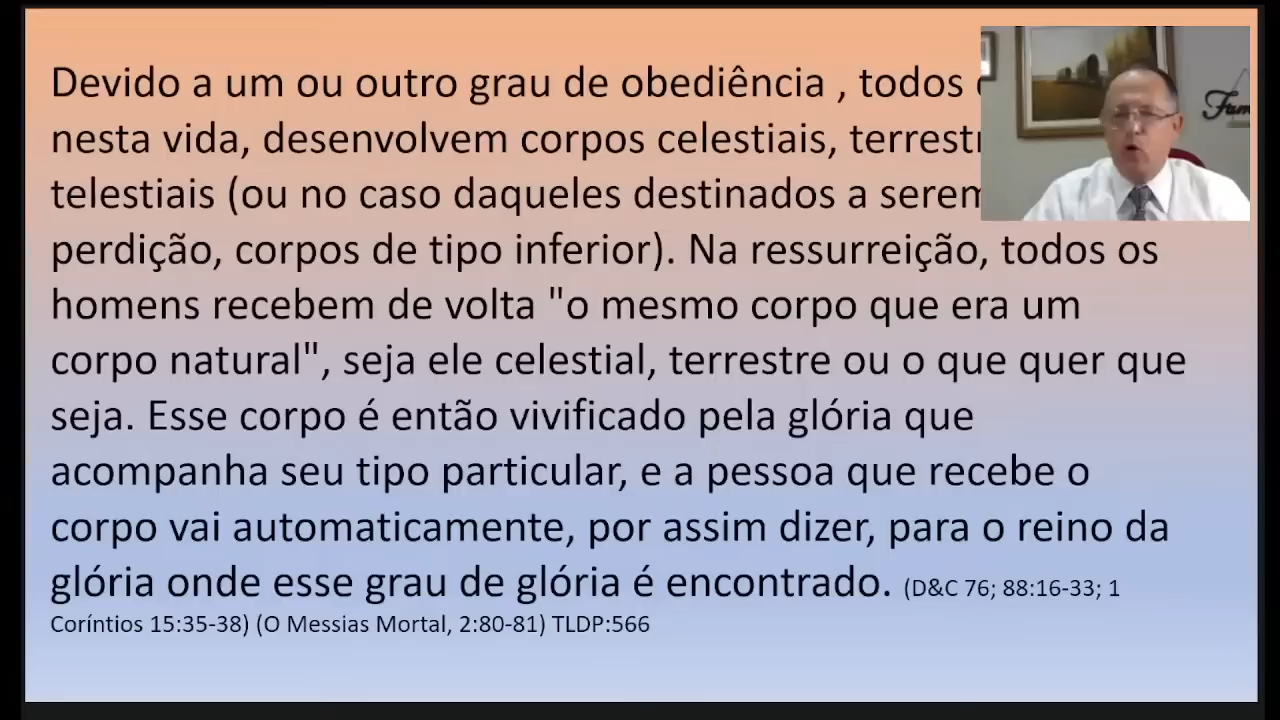 Devido a um ou outro grau de obediência , todos
nesta vida, desenvolvem corpos celestiais,
telestiais (ou no caso daqueles destinados a serem
perdição, corpos de tipo inferior). Na ressurreição, todos os
homens recebem de volta "o mesmo corpo que era um
corpo natural", seja ele celestial, terrestre ou o que quer que
seja. Esse corpo é então vivificado pela glória que
acompanha seu tipo particular, e a pessoa que recebe o
corpo vai automaticamente, por assim dizer, para o reino da
glória onde esse grau de glória é encontrado. (D&C 76; 88:16-33; 1
Coríntios 15:35-38) (O Messias Mortal, 2:80-81) TLDP:566